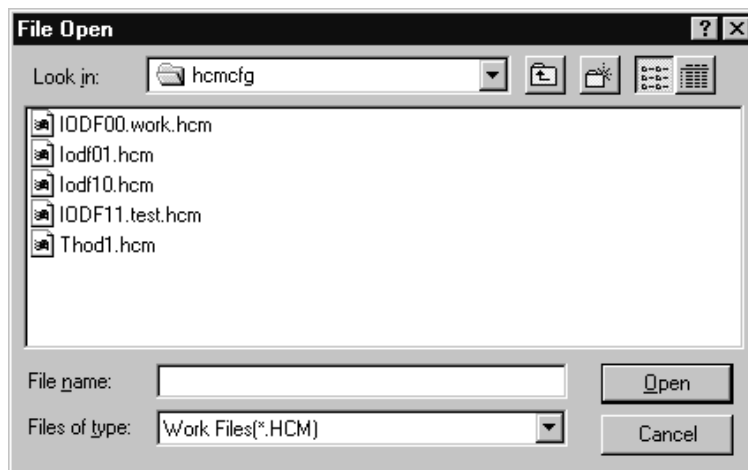 File Open
Look in: hcmcfg
IODF00.work.hcm
Iodf01.hcm
Iodf10.hcm
IODF11.test.hcm
Thod1.hcm
File name: Open
Files of type: Work Files(*.HCM) Cancel